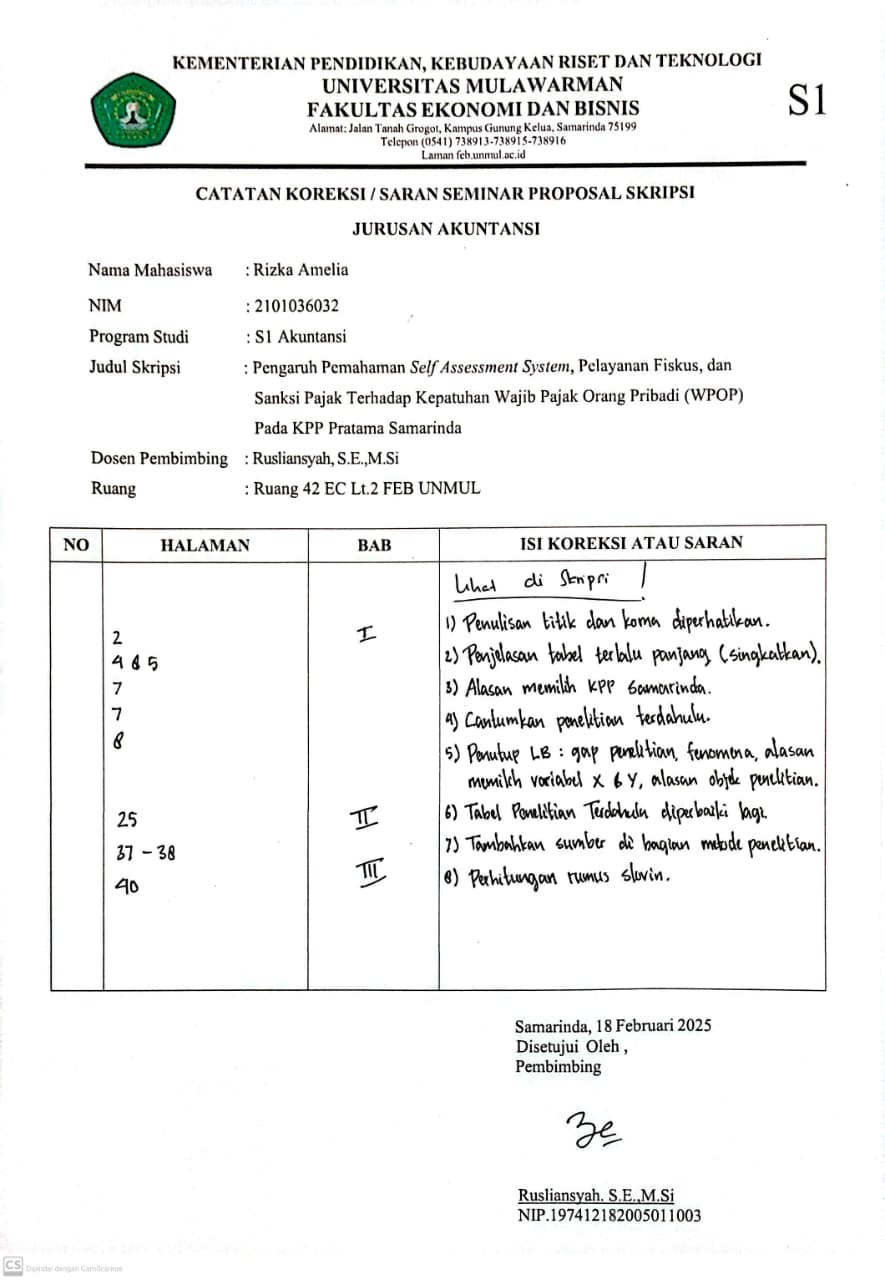 KEMENTERIAN PENDIDIKAN, KEBUDAYAAN RISET DAN TEKNOLOGI
UNIVERSITAS MULAWARMAN
FAKULTAS EKONOMI DAN BISNIS
Alamat: Jalan Tanah Grogot, Kampus Gunung Kelua, Samarinda 75199
Telepon (0541) 738913-738915-738916
Laman feb.unmul.ac.id
S1
CATATAN KOREKSI / SARAN SEMINAR PROPOSAL SKRIPSI
JURUSAN AKUNTANSI
Nama Mahasiswa : Rizka Amelia
NIM : 2101036032
Program Studi : S1 Akuntansi
Judul Skripsi : Pengaruh Pemahaman Self Assessment System, Pelayanan Fiskus, dan
Sanksi Pajak Terhadap Kepatuhan Wajib Pajak Orang Pribadi (WPOP)
Pada KPP Pratama Samarinda
Dosen Pembimbing : Rusliansyah, S.E.,M.Si
Ruang : Ruang 42 EC Lt.2 FEB UNMUL
NO HALAMAN BAB ISI KOREKSI ATAU SARAN
Lihat di Skripsi !
2 I 1) Penulisan titik dan koma diperhatikan.
4 & 5 2) Penjelasan tabel terlalu panjang (singkatkan).
7 3) Alasan memilih KPP Samarinda.
7 4) Cantumkan penelitian terdahulu.
8 5) Penutup LB : gap penelitian, fenomena, alasan
memilih variabel X & Y, alasan objek penelitian.
25 II 6) Tabel Penelitian Terdahulu diperbaiki lagi.
37 - 38 7) Tambahkan sumber di bagian metode penelitian.
40 III 8) Perhitungan rumus slovin.
Samarinda, 18 Februari 2025
Disetujui Oleh ,
Pembimbing
Rusliansyah. S.E.,M.Si
NIP.197412182005011003
CS Dipindai dengan CamScanner